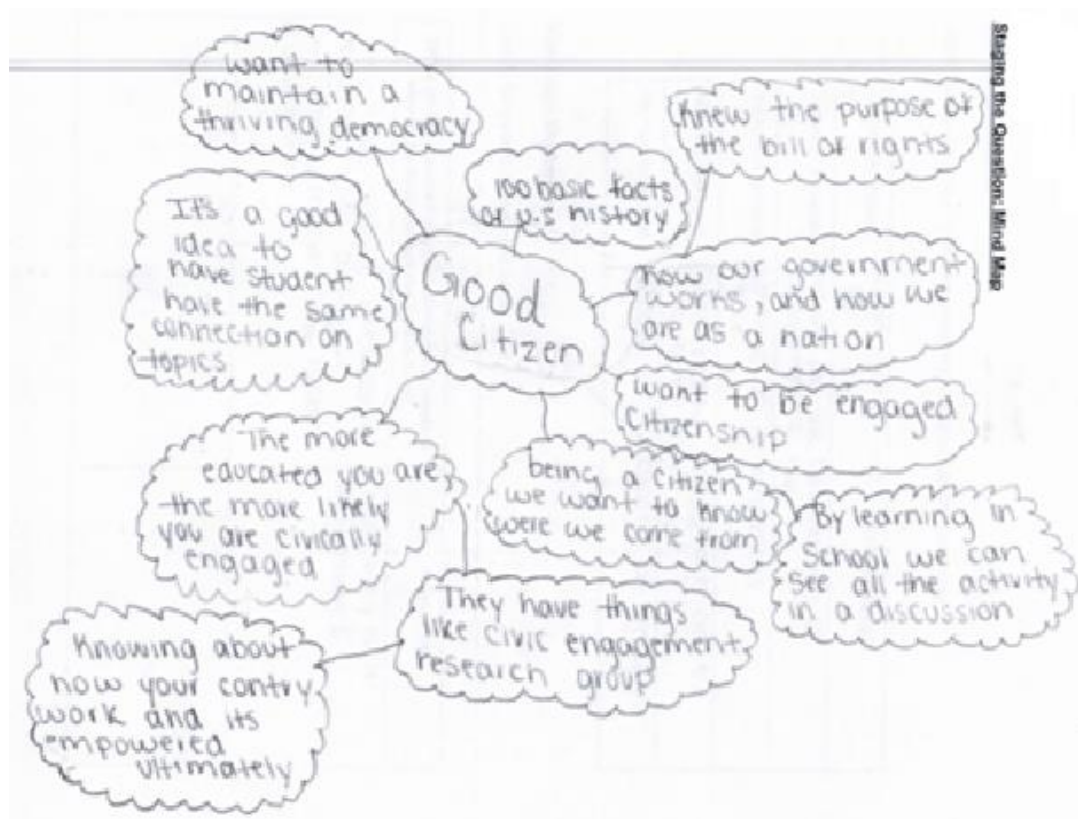 Staging the Question: Mind Map
want to
maintain a
thriving democracy
Knew the purpose of
the bill of rights
100 basic facts
of U.S history
It's a good
idea to
have student
have the same
connection on
topics
Good
Citizen
how our government
works, and how we
are as a nation
want to be engaged
Citizenship
The more
educated you are,
the more likely
you are civically
engaged
being a citizen
we want to know
were we come from
By learning in
School we can
see all the activity
in a discussion
They have things
like civic engagement
research group
Knowing about
how your contry
work and its
empowered
ultimately